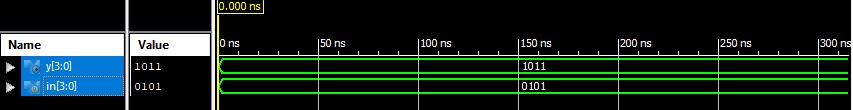 0.000 ns
Name Value
0 ns 50 ns 100 ns 150 ns 200 ns 250 ns 300 ns
y[3:0] 1011 1011
in[3:0] 0101 0101